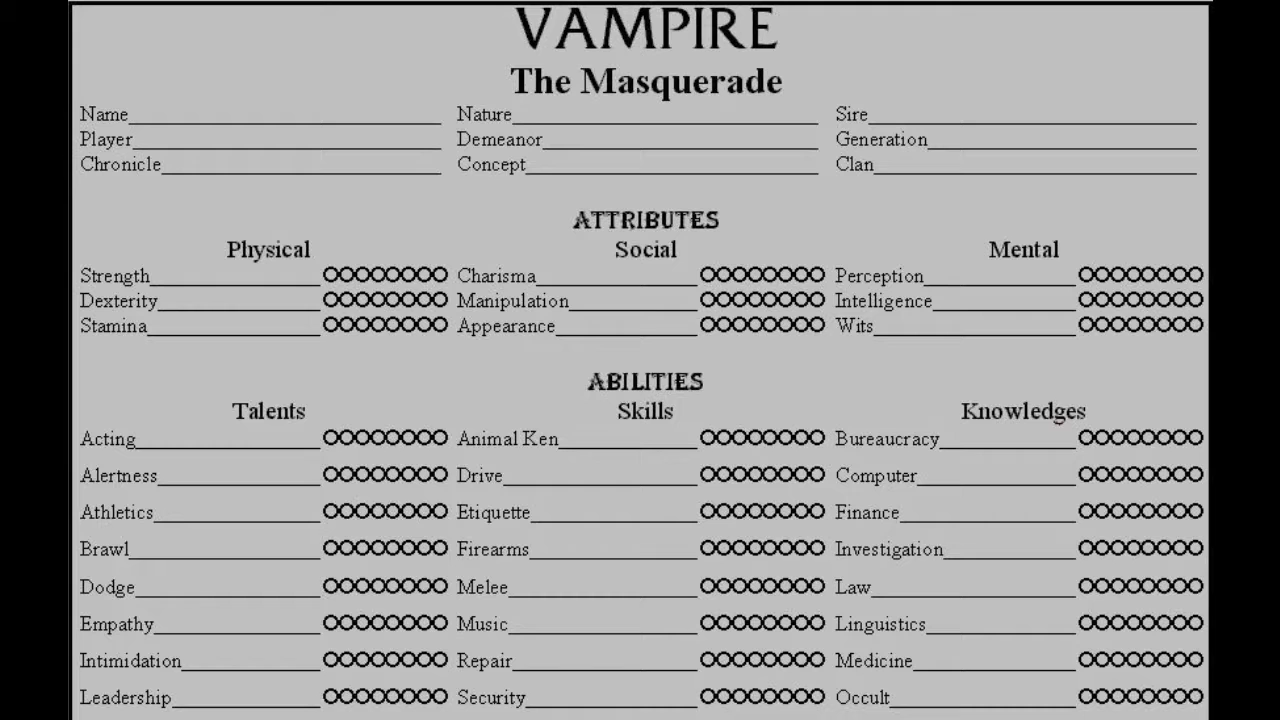 VAMPIRE
The Masquerade
Name Nature Sire
Player Demeanor Generation
Chronicle Concept Clan
ATTRIBUTES
Physical Social Mental
Strength Charisma Perception
Dexterity Manipulation Intelligence
Stamina Appearance Wits
ABILITIES
Talents Skills Knowledges
Acting Animal Ken Bureaucracy
Alertness Drive Computer
Athletics Etiquette Finance
Brawl Firearms Investigation
Dodge Melee Law
Empathy Music Linguistics
Intimidation Repair Medicine
Leadership Security Occult